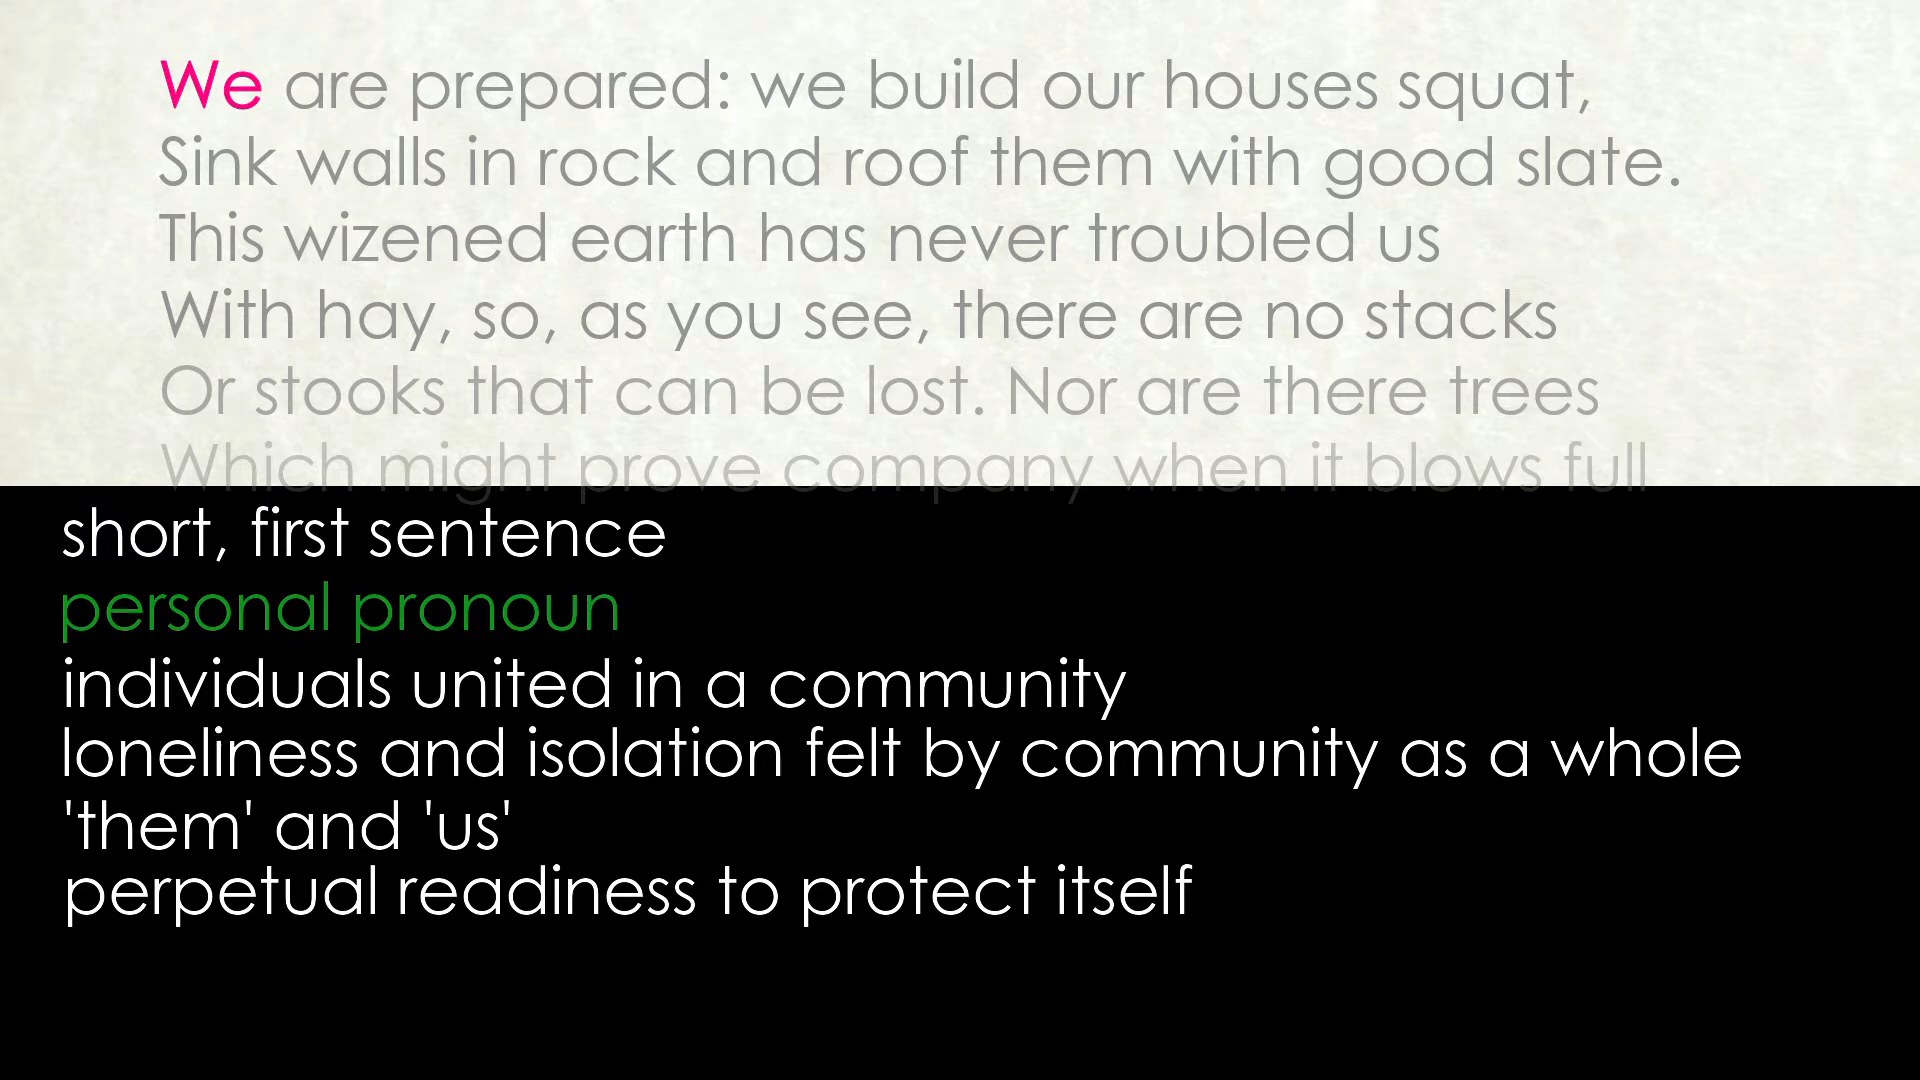 We are prepared: we build our houses squat,
Sink walls in rock and roof them with good slate.
This wizened earth has never troubled us
With hay, so, as you see, there are no stacks
Or stooks that can be lost. Nor are there trees
Which might prove company when it blows full
short, first sentence
personal pronoun
individuals united in a community
loneliness and isolation felt by community as a whole
'them' and 'us'
perpetual readiness to protect itself